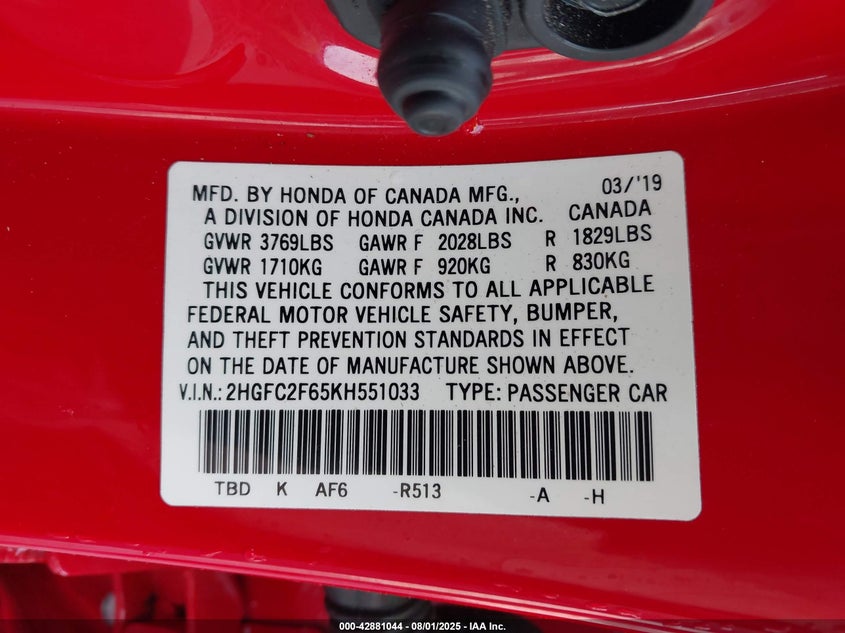 MFD. BY HONDA OF CANADA MFG., 03/'19
A DIVISION OF HONDA CANADA INC. CANADA
GVWR 3769LBS GAWR F 2028LBS R 1829LBS
GVWR 1710KG GAWR F 920KG R 830KG
THIS VEHICLE CONFORMS TO ALL APPLICABLE
FEDERAL MOTOR VEHICLE SAFETY, BUMPER,
AND THEFT PREVENTION STANDARDS IN EFFECT
ON THE DATE OF MANUFACTURE SHOWN ABOVE.
V.I.N.: 2HGFC2F65KH551033 TYPE: PASSENGER CAR
TBD K AF6 -R513 -A -H
000-42881044 - 08/01/2025 - IAA Inc.